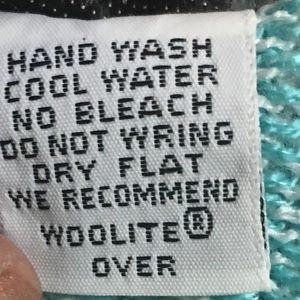 HAND WASH
COOL WATER
NO BLEACH
DO NOT WRING
DRY FLAT
WE RECOMMEND
WOOLITE®
OVER